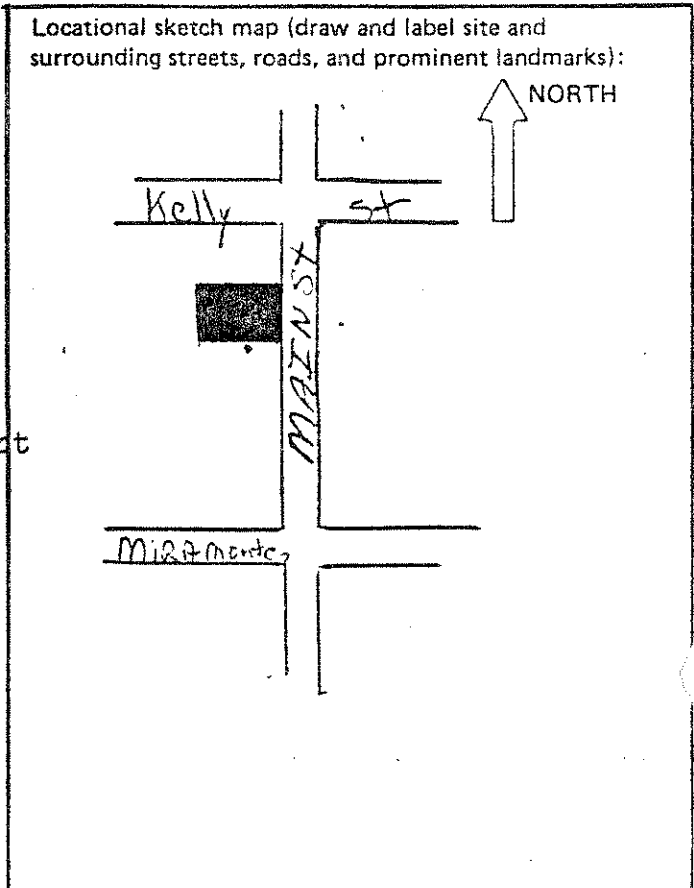 Locational sketch map (draw and label site and
surrounding streets, roads, and prominent landmarks):
NORTH
Kelly St
MAIN St
MiRAmontes